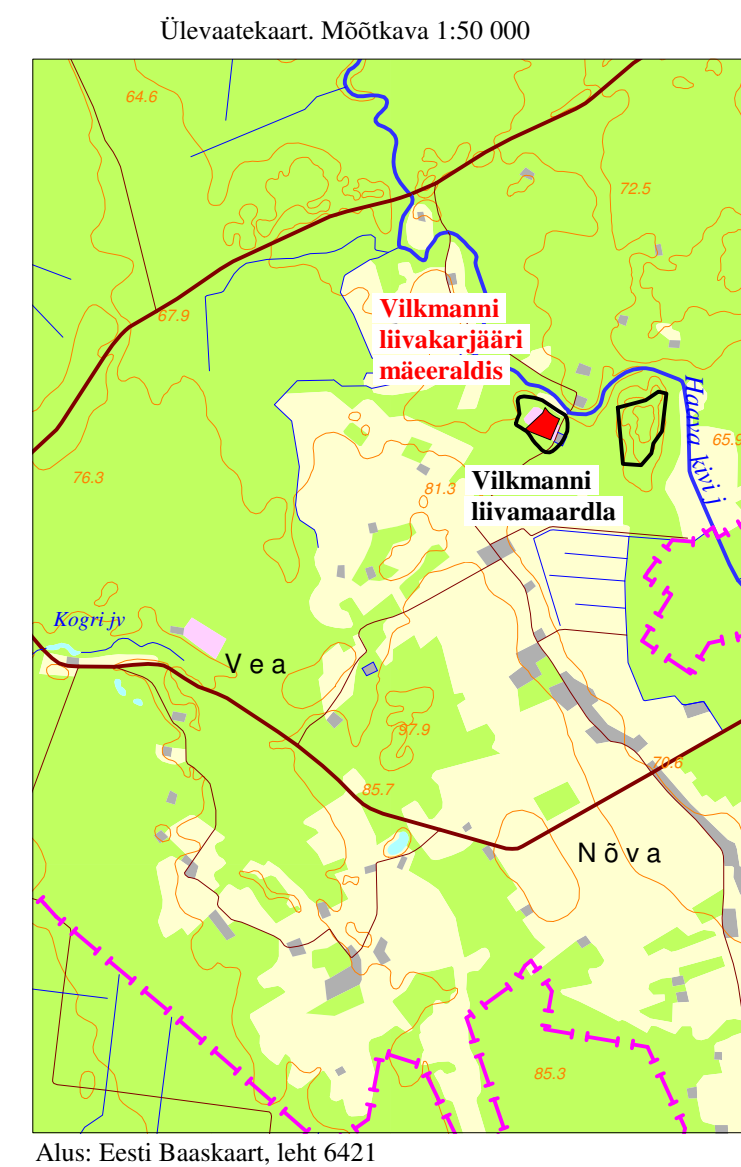 Ülevaatekaart. Mõõtkava 1:50 000
64.6
72.5
67.9
Vilkmanni
liivakarjääri
mäeeraldis
Haava kivi j
65.9
76.3
81.3
Vilkmanni
liivamaardla
Kogri jv
Vea
97.9
70.6
85.7
Nõva
85.3
Alus: Eesti Baaskaart, leht 6421